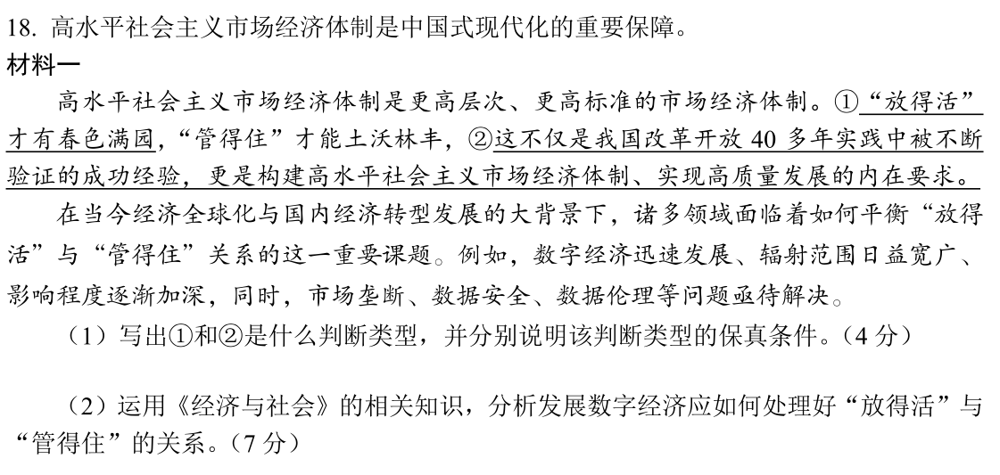 18. 高水平社会主义市场经济体制是中国式现代化的重要保障。
材料一
高水平社会主义市场经济体制是更高层次、更高标准的市场经济体制。①“放得活”
才有春色满园，“管得住”才能土沃林丰，②这不仅是我国改革开放 40 多年实践中被不断
验证的成功经验，更是构建高水平社会主义市场经济体制、实现高质量发展的内在要求。
在当今经济全球化与国内经济转型发展的大背景下，诸多领域面临着如何平衡“放得
活”与“管得住”关系的这一重要课题。例如，数字经济迅速发展、辐射范围日益宽广、
影响程度逐渐加深，同时，市场垄断、数据安全、数据伦理等问题亟待解决。
（1）写出①和②是什么判断类型，并分别说明该判断类型的保真条件。（4 分）
（2）运用《经济与社会》的相关知识，分析发展数字经济应如何处理好“放得活”与
“管得住”的关系。（7 分）